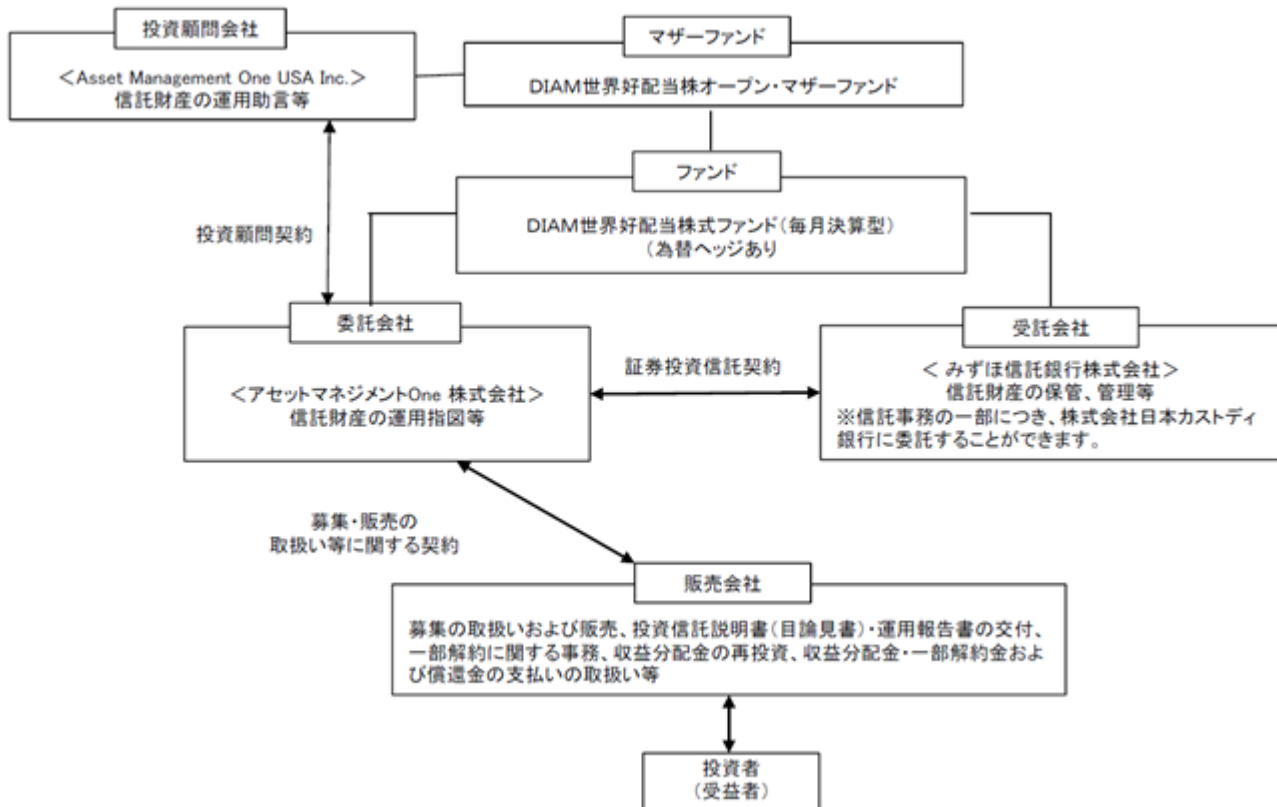 投資顧問会社
＜Asset Management One USA Inc.＞
信託財産の運用助言等
マザーファンド
DIAM世界好配当株オープン・マザーファンド
ファンド
DIAM世界好配当株式ファンド（毎月決算型）
（為替ヘッジあり
投資顧問契約
委託会社
＜アセットマネジメントOne 株式会社＞
信託財産の運用指図等
証券投資信託契約
受託会社
＜ みずほ信託銀行株式会社＞
信託財産の保管、管理等
※信託事務の一部につき、株式会社日本カストディ
銀行に委託することができます。
募集・販売の
取扱い等に関する契約
販売会社
募集の取扱いおよび販売、投資信託説明書（目論見書）・運用報告書の交付、
一部解約に関する事務、収益分配金の再投資、収益分配金・一部解約金およ
び償還金の支払いの取扱い等
投資者
（受益者）